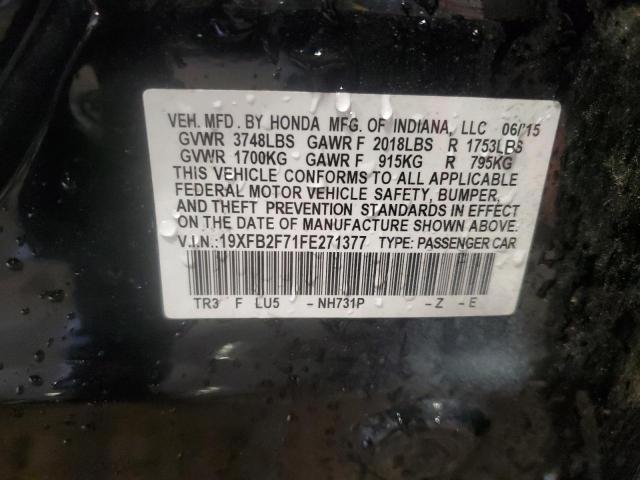 VEH. MFD. BY HONDA MFG. OF INDIANA, LLC 06/15
GVWR 3748LBS GAWR F 2018LBS R 1753LBS
GVWR 1700KG GAWR F 915KG R 795KG
THIS VEHICLE CONFORMS TO ALL APPLICABLE
FEDERAL MOTOR VEHICLE SAFETY, BUMPER,
AND THEFT PREVENTION STANDARDS IN EFFECT
ON THE DATE OF MANUFACTURE SHOWN ABOVE.
V.I.N.:19XFB2F71FE271377 TYPE: PASSENGER CAR
TR3 F LU5 -NH731P -Z -E